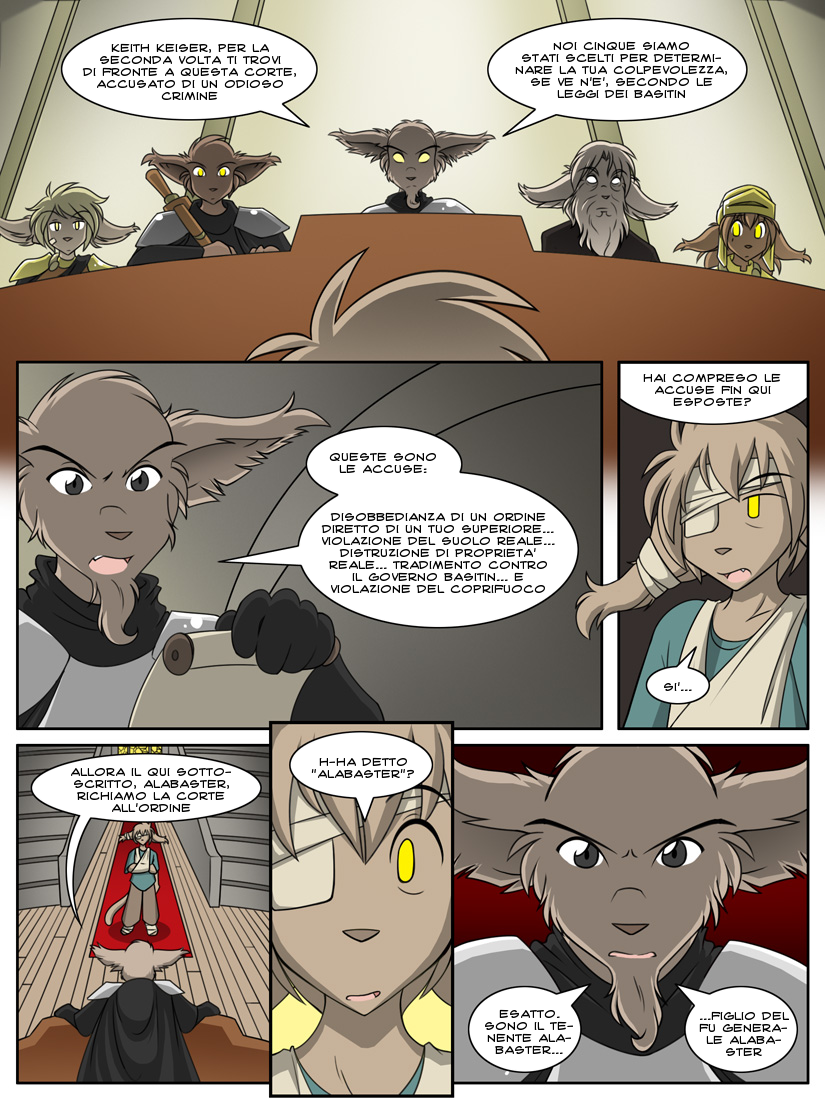 KEITH KEISER, PER LA
SECONDA VOLTA TI TROVI
DI FRONTE A QUESTA CORTE,
ACCUSATO DI UN ODIOSO
CRIMINE
NOI CINQUE SIAMO
STATI SCELTI PER DETERMI-
NARE LA TUA COLPEVOLEZZA,
SE VE N'E', SECONDO LE
LEGGI DEI BASITIN
QUESTE SONO
LE ACCUSE:
DISOBBEDIANZA DI UN ORDINE
DIRETTO DI UN TUO SUPERIORE...
VIOLAZIONE DEL SUOLO REALE...
DISTRUZIONE DI PROPRIETA'
REALE... TRADIMENTO CONTRO
IL GOVERNO BASITIN... E
VIOLAZIONE DEL COPRIFUOCO
HAI COMPRESO LE
ACCUSE FIN QUI
ESPOSTE?
SI'...
ALLORA IL QUI SOTTO-
SCRITTO, ALABASTER,
RICHIAMO LA CORTE
ALL'ORDINE
H-HA DETTO
"ALABASTER"?
ESATTO.
SONO IL TE-
NENTE ALA-
BASTER...
...FIGLIO DEL
FU GENERA-
LE ALABA-
STER